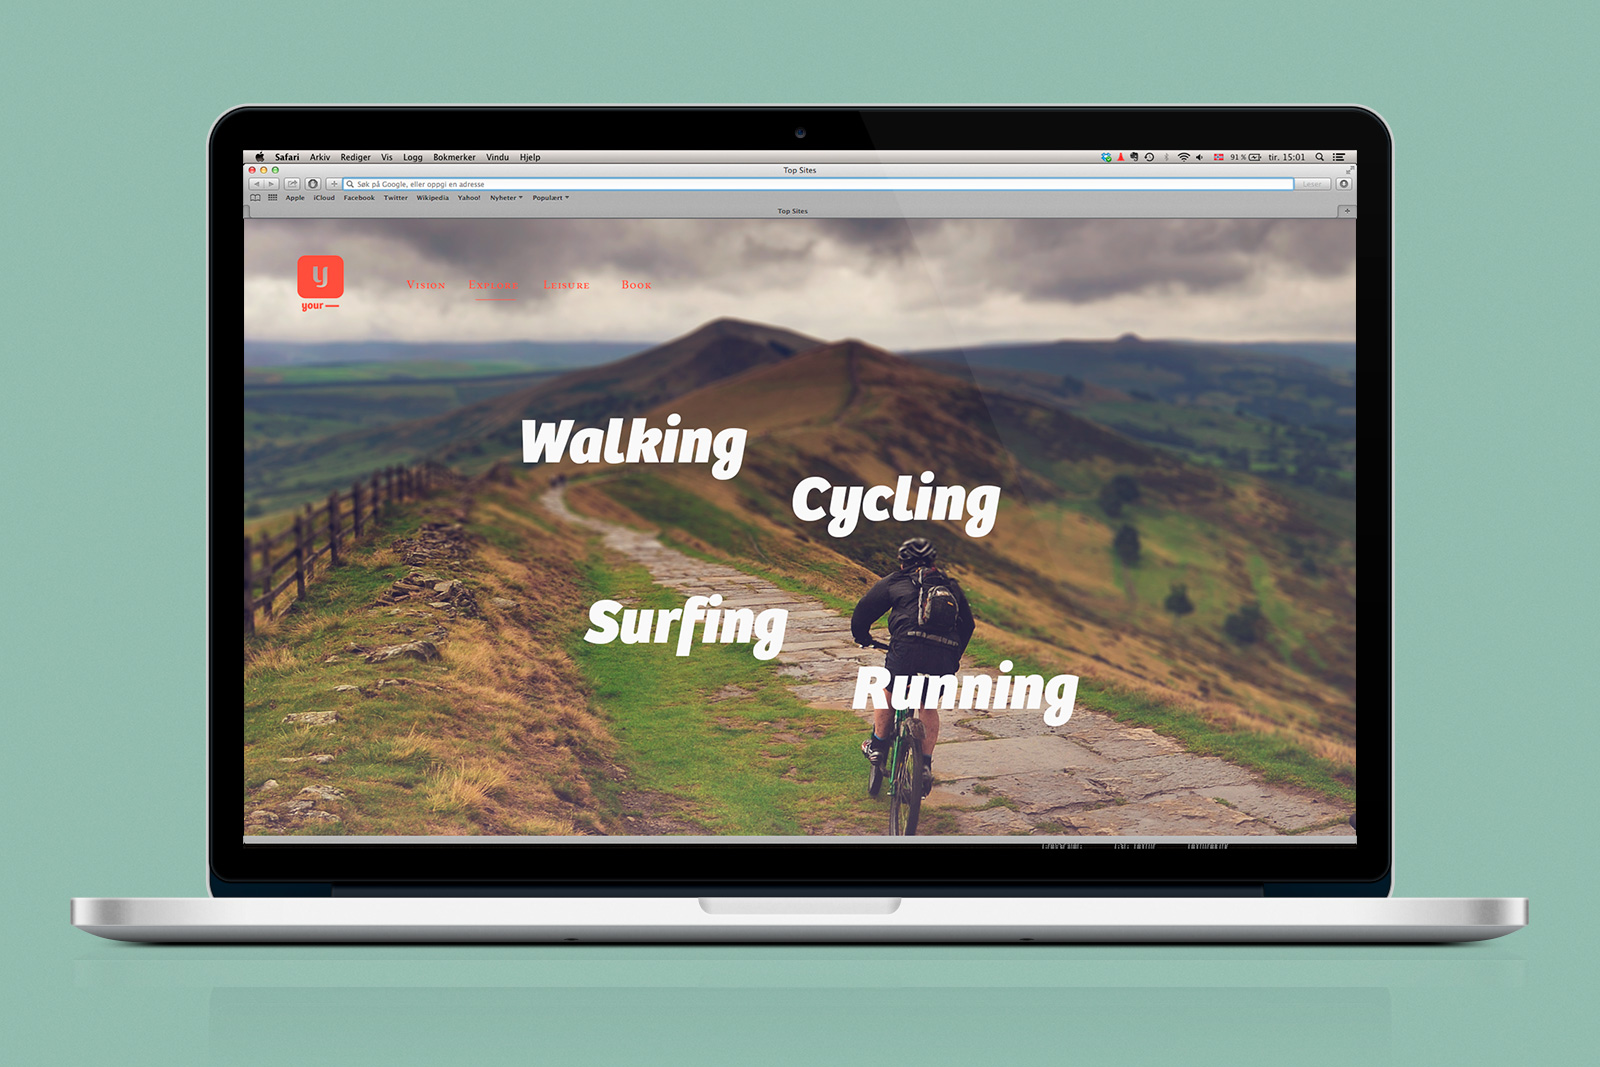 Safari Arkiv Rediger Vis Logg Bokmerker Vindu Hjelp 91 % tir. 15:01
Top Sites
Søk på Google, eller oppgi en adresse Leser
Apple iCloud Facebook Twitter Wikipedia Yahoo! Nyheter Populært
Top Sites
y
your
Vision Explore Leisure Book
Walking
Cycling
Surfing
Running